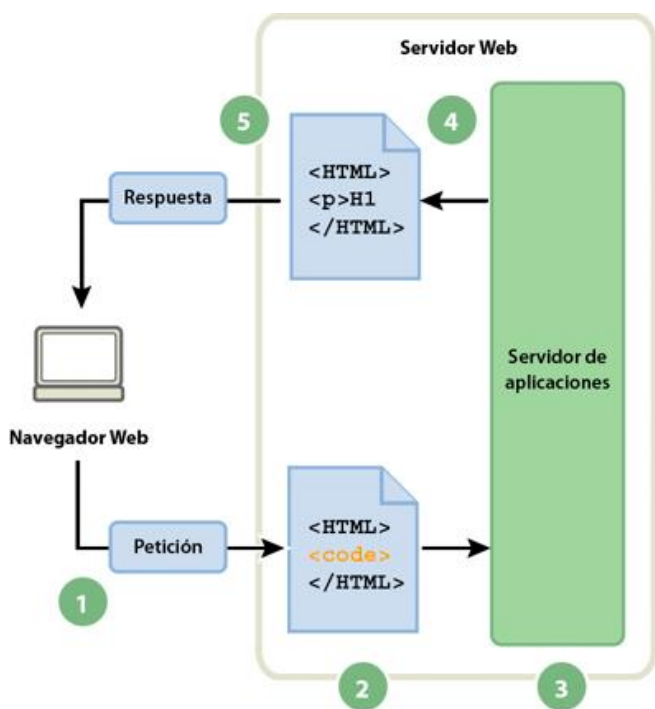 Servidor Web
5
4
<HTML>
<p>H1
</HTML>
Respuesta
Servidor de
aplicaciones
Navegador Web
<HTML>
<code>
</HTML>
Petición
1
2
3